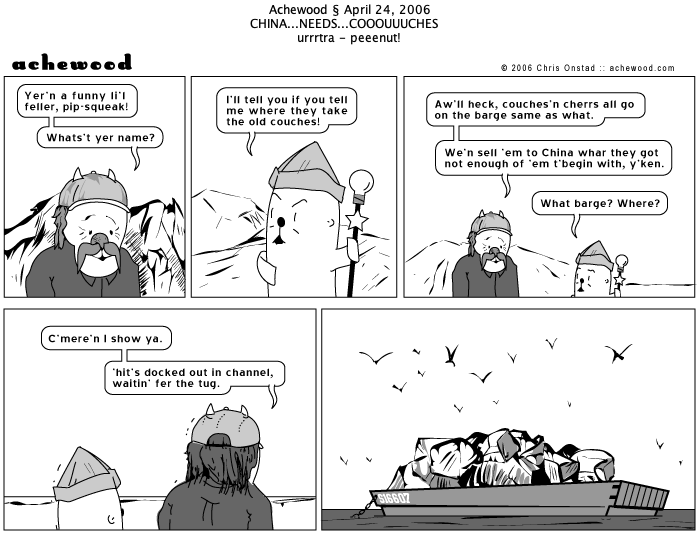 Achewood § April 24, 2006
CHINA...NEEDS...COOOUUUCHES
urrrtra - peeenut!
achewood
© 2006 Chris Onstad :: achewood.com
Yer'n a funny li'l
feller, pip-squeak!
Whats't yer name?
I'll tell you if you tell
me where they take
the old couches!
Aw'll heck, couches'n cherrs all go
on the barge same as what.
We'n sell 'em to China whar they got
not enough of 'em t'begin with, y'ken.
What barge? Where?
C'mere'n I show ya.
'hit's docked out in channel,
waitin' fer the tug.
S16607